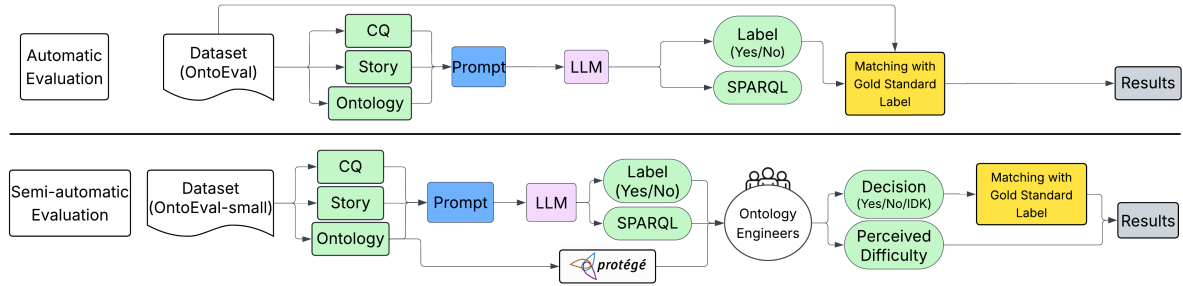 Automatic
Evaluation
Dataset
(OntoEval)
CQ
Story
Ontology
Prompt
LLM
Label
(Yes/No)
SPARQL
Matching with
Gold Standard
Label
Results
Semi-automatic
Evaluation
Dataset
(OntoEval-small)
CQ
Story
Ontology
Prompt
LLM
Label
(Yes/No)
SPARQL
protégé
Ontology
Engineers
Decision
(Yes/No/IDK)
Perceived
Difficulty
Matching with
Gold Standard
Label
Results